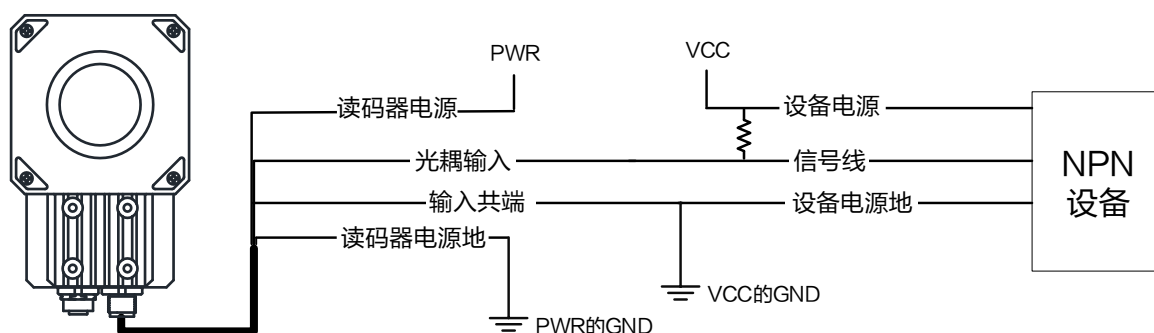 PWR
VCC
读码器电源
设备电源
光耦输入
信号线
NPN
设备
输入共端
设备电源地
读码器电源地
VCC的GND
PWR的GND